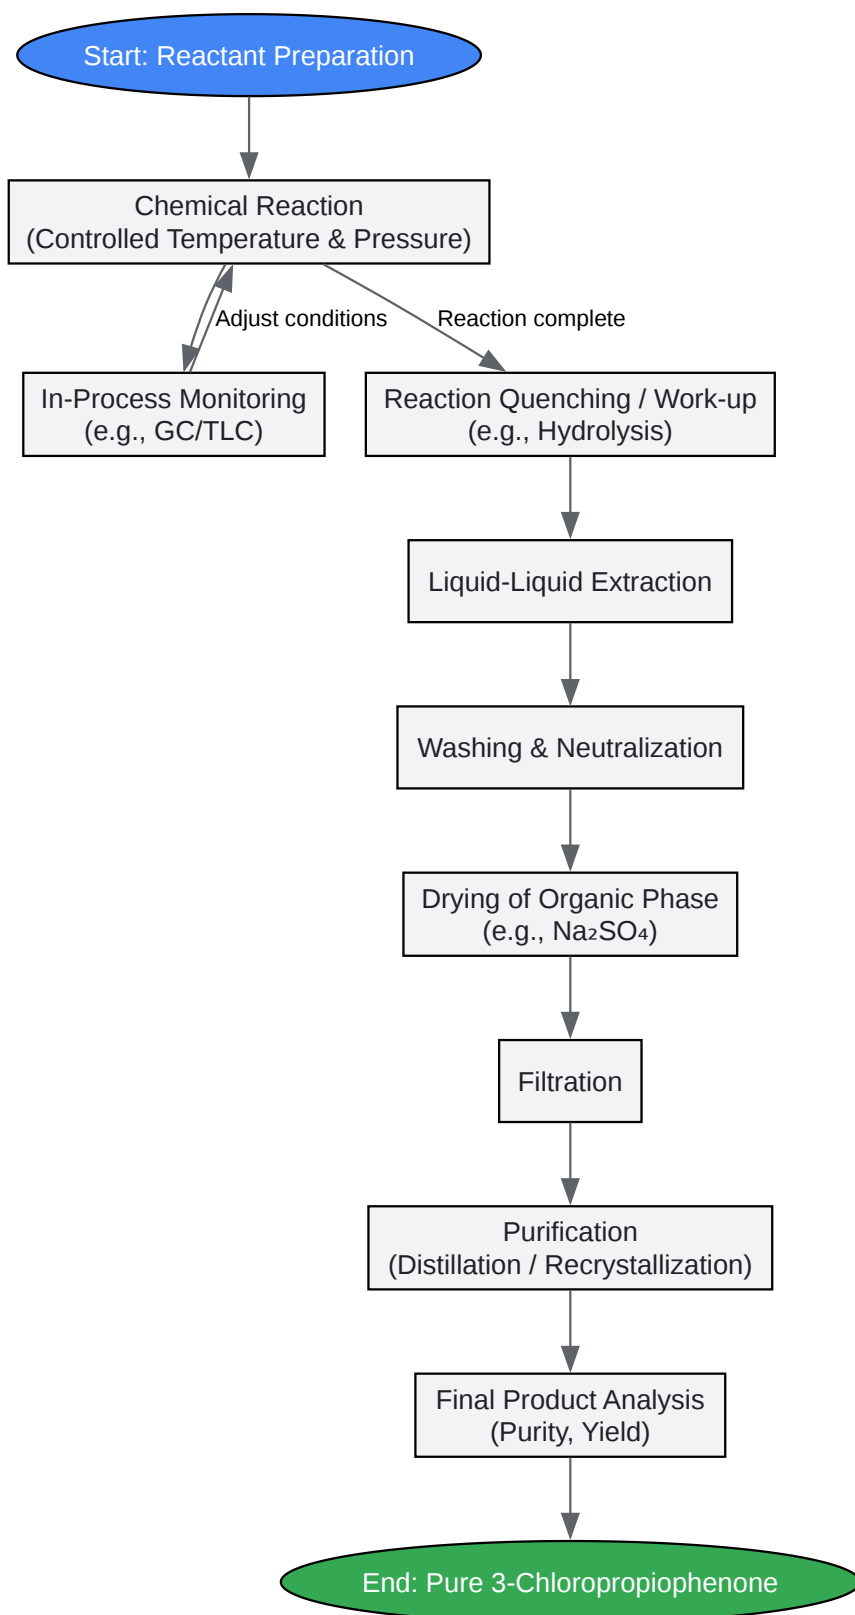 Start: Reactant Preparation
Chemical Reaction
(Controlled Temperature & Pressure)
Adjust conditions
Reaction complete
In-Process Monitoring
(e.g., GC/TLC)
Reaction Quenching / Work-up
(e.g., Hydrolysis)
Liquid-Liquid Extraction
Washing & Neutralization
Drying of Organic Phase
(e.g., Na₂SO₄)
Filtration
Purification
(Distillation / Recrystallization)
Final Product Analysis
(Purity, Yield)
End: Pure 3-Chloropropiophenone